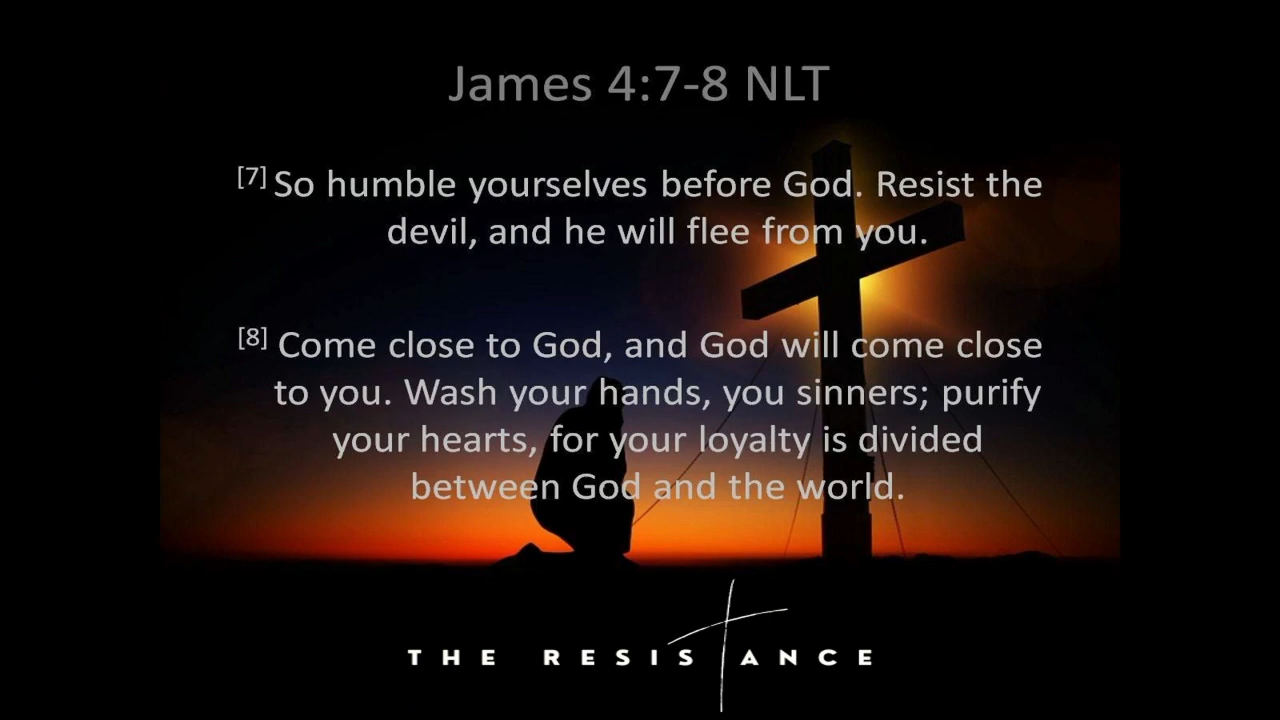 James 4:7-8 NLT
[7] So humble yourselves before God. Resist the
devil, and he will flee from you.
[8] Come close to God, and God will come close
to you. Wash your hands, you sinners; purify
your hearts, for your loyalty is divided
between God and the world.
THE RESISTANCE